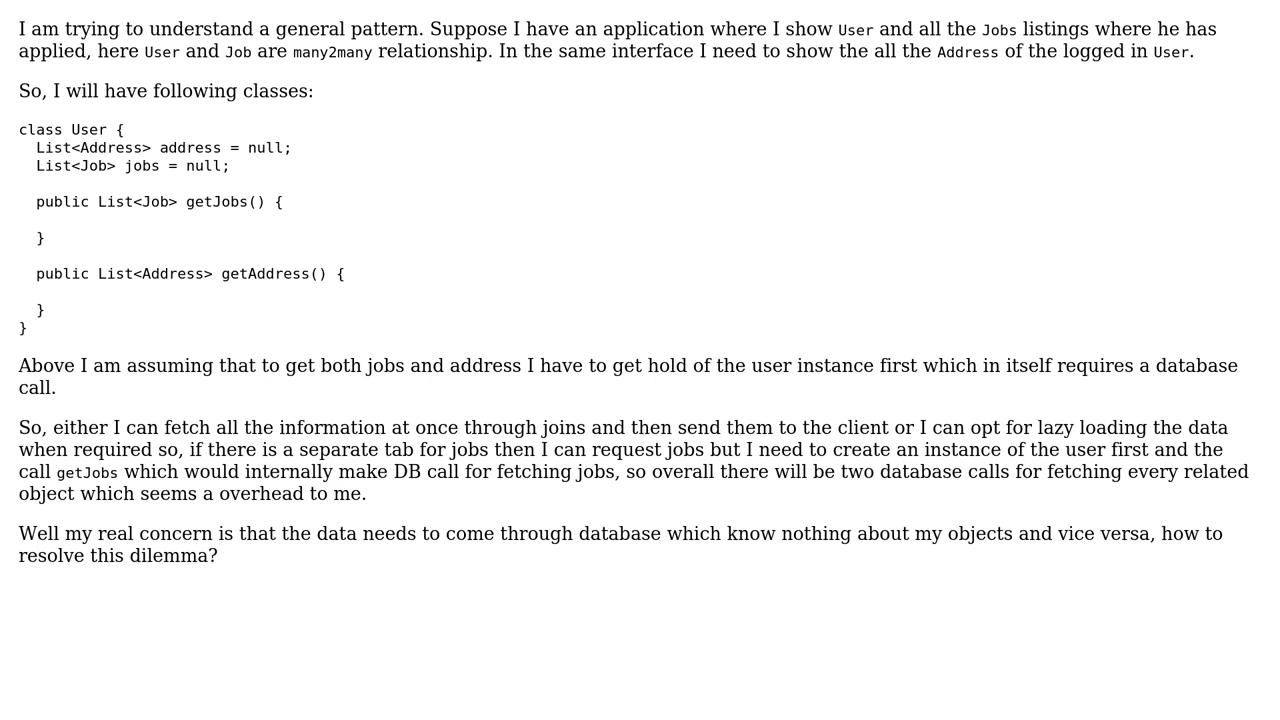 I am trying to understand a general pattern. Suppose I have an application where I show User and all the Jobs listings where he has
applied, here User and Job are many2many relationship. In the same interface I need to show the all the Address of the logged in User.
So, I will have following classes:
class User {
  List<Address> address = null;
  List<Job> jobs = null;
  public List<Job> getJobs() {
  }
  public List<Address> getAddress() {
  }
}
Above I am assuming that to get both jobs and address I have to get hold of the user instance first which in itself requires a database
call.
So, either I can fetch all the information at once through joins and then send them to the client or I can opt for lazy loading the data
when required so, if there is a separate tab for jobs then I can request jobs but I need to create an instance of the user first and the
call getJobs which would internally make DB call for fetching jobs, so overall there will be two database calls for fetching every related
object which seems a overhead to me.
Well my real concern is that the data needs to come through database which know nothing about my objects and vice versa, how to
resolve this dilemma?